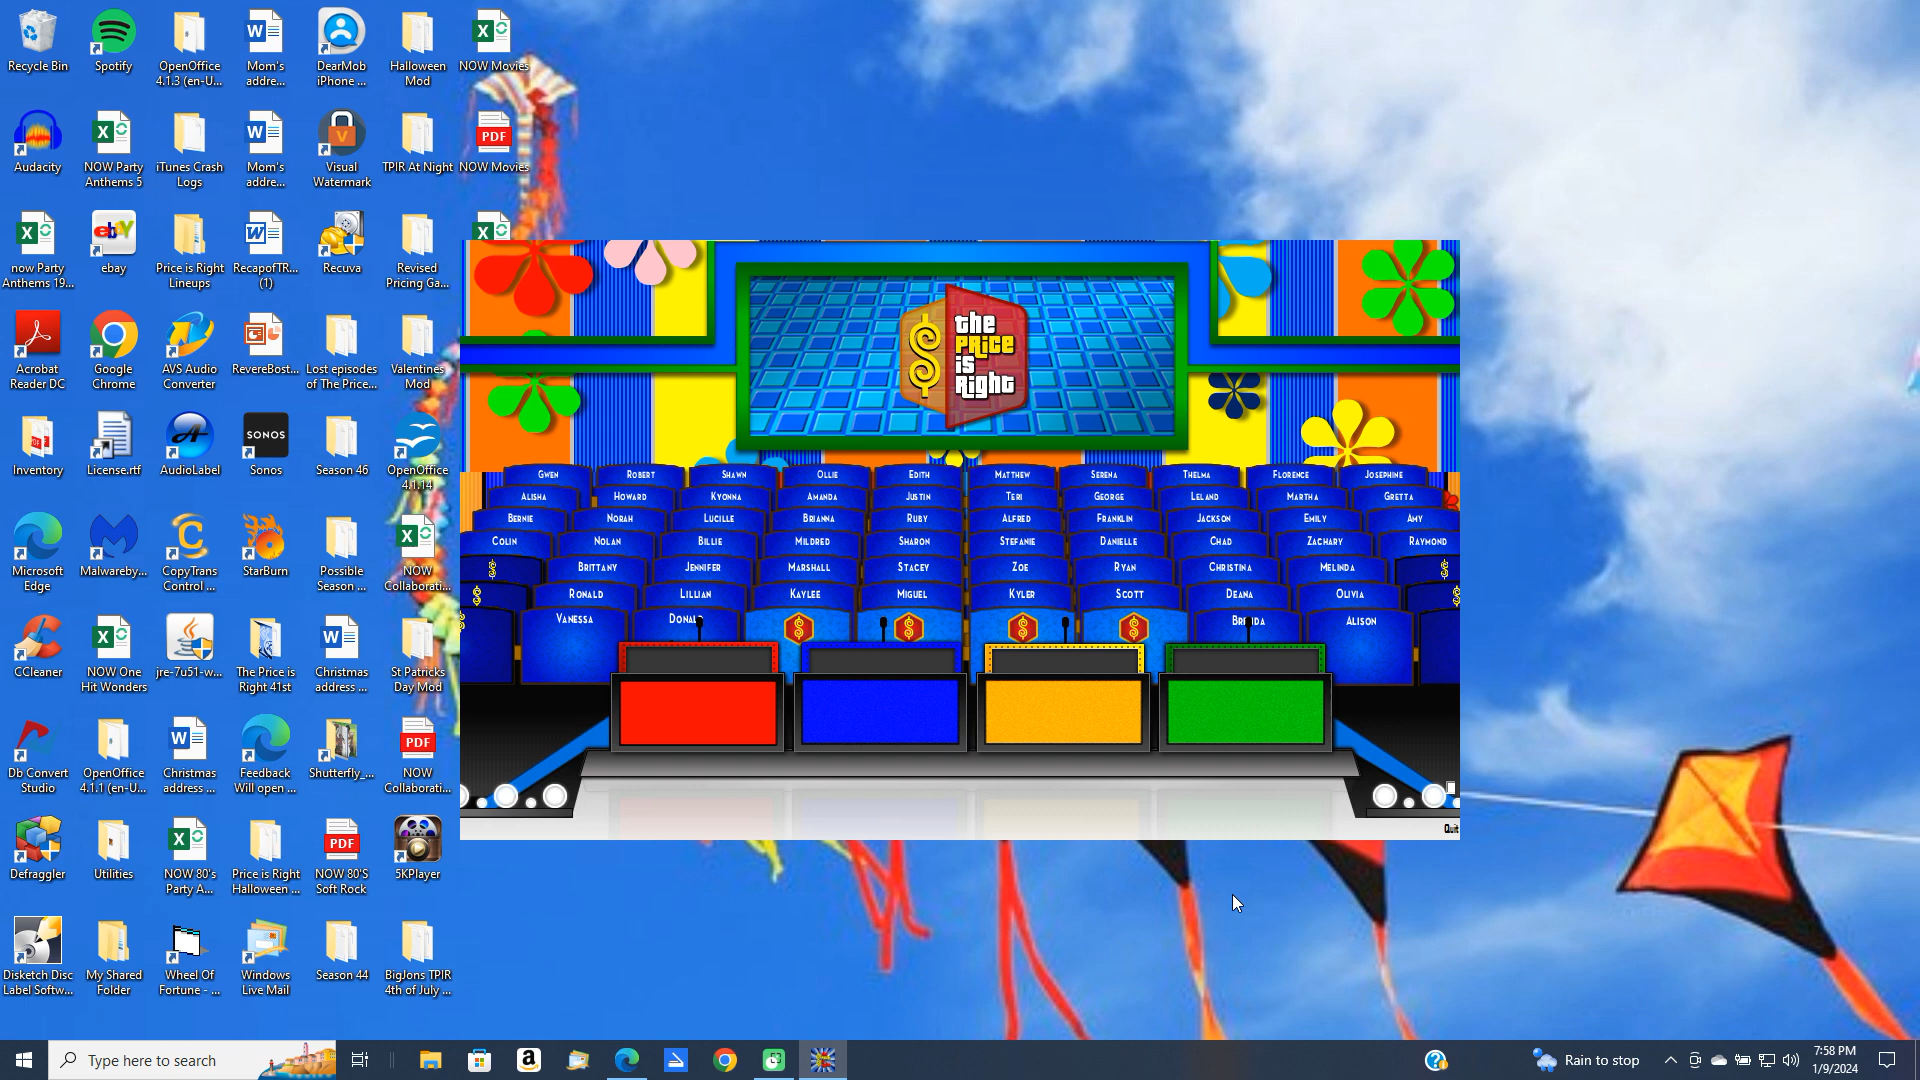 Recycle Bin
Spotify
OpenOffice
4.1.3 (en-U...
Mom's
addre...
DearMob
iPhone ...
Halloween
Mod
NOW Movies
Audacity
NOW Party
Anthems 5
iTunes Crash
Logs
Mom's
addre...
Visual
Watermark
TPIR At Night
PDF
NOW Movies
now Party
Anthems 19...
ebay
ebay
Price is Right
Lineups
RecapofTR...
(1)
Recuva
Revised
Pricing Ga...
Acrobat
Reader DC
Google
Chrome
AVS Audio
Converter
RevereBost...
Lost episodes
of The Price...
Valentines
Mod
Inventory
License.rtf
AudioLabel
SONOS
Sonos
Season 46
OpenOffice
4.1.14
Microsoft
Edge
Malwareby...
CopyTrans
Control ...
StarBurn
Possible
Season ...
NOW
Collaborati...
CCleaner
NOW One
Hit Wonders
jre-7u51-w...
The Price is
Right 41st
Christmas
address ...
St Patricks
Day Mod
Db Convert
Studio
OpenOffice
4.1.1 (en-U...
Christmas
address ...
Feedback
Will open ...
Shutterfly_...
PDF
NOW
Collaborati...
Defraggler
Utilities
NOW 80's
Party A...
Price is Right
Halloween ...
PDF
NOW 80'S
Soft Rock
5KPlayer
Disketch Disc
Label Softw...
My Shared
Folder
Wheel Of
Fortune - ...
Windows
Live Mail
Season 44
BigJons TPIR
4th of July ...
$
the
PRiCe
is
Right
Gwen Robert Shawn Ollie Edith Matthew Serena Thelma Florence Josephine
Alisha Howard Kyonna Amanda Justin Teri George Leland Martha Gretta
Bernie Norah Lucille Brianna Ruby Alfred Franklin Jackson Emily Amy
Colin Nolan Billie Mildred Sharon Stefanie Danielle Chad Zachary Raymond
Brittany Jennifer Marshall Stacey Zoe Ryan Christina Melinda
Ronald Lillian Kaylee Miguel Kyler Scott Deana Olivia
Vanessa Donald Brenda Alison
Quit
Type here to search
Rain to stop
7:58 PM
1/9/2024